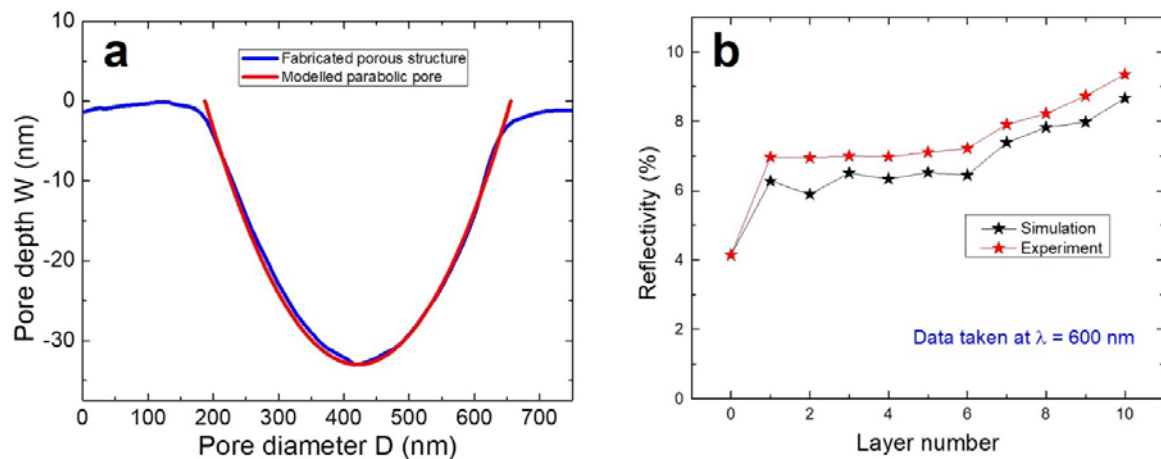 a
Fabricated porous structure
Modelled parabolic pore
10
0
-10
-20
-30
0 100 200 300 400 500 600 700
Pore depth W (nm)
Pore diameter D (nm)
b
10
8
6
4
2
0
0 2 4 6 8 10
Reflectivity (%)
Layer number
Simulation
Experiment
Data taken at λ = 600 nm